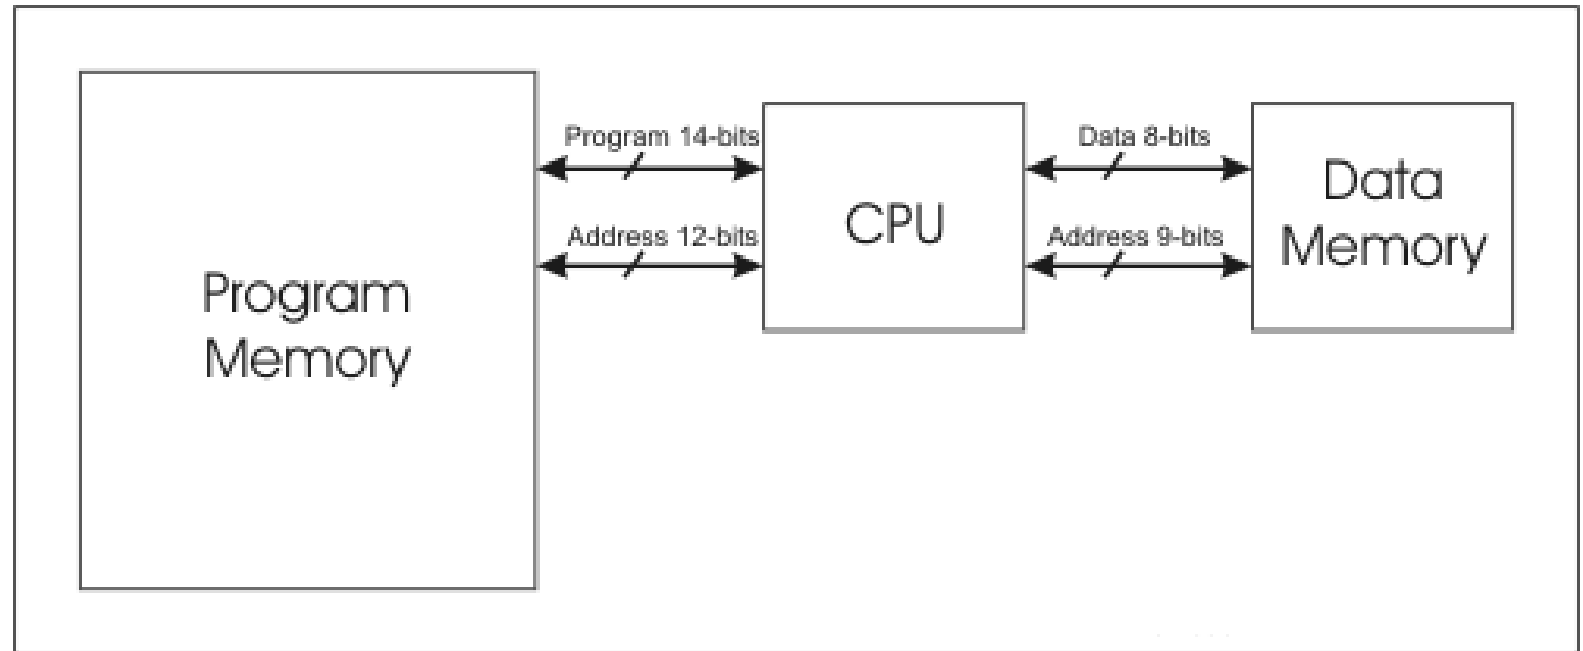 Program
Memory
Program 14-bits
Address 12-bits
CPU
Data 8-bits
Address 9-bits
Data
Memory